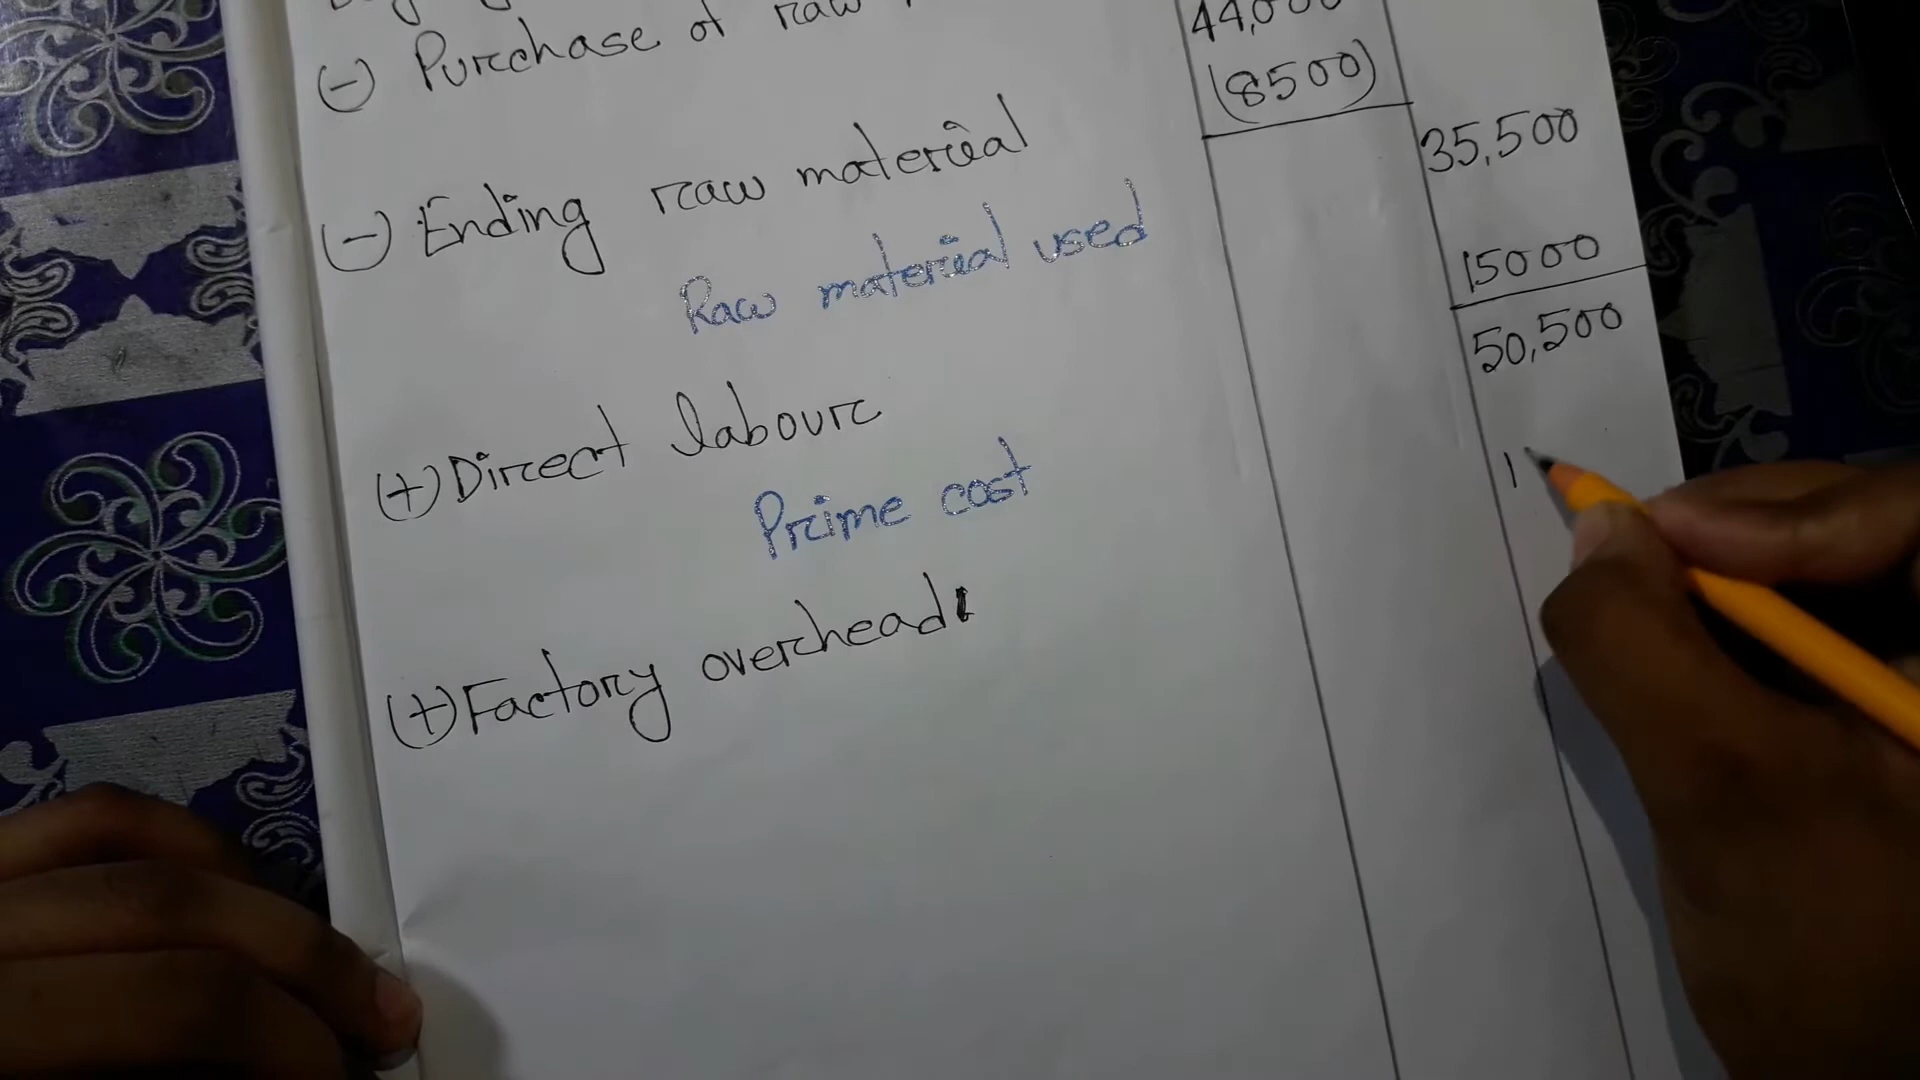 (-) Purchase of raw 44,000
(8500)
(-) Ending raw material
Raw material used 35,500
(+) Direct labour 15000
Prime cost 50,500
(+) Factory overhead 1